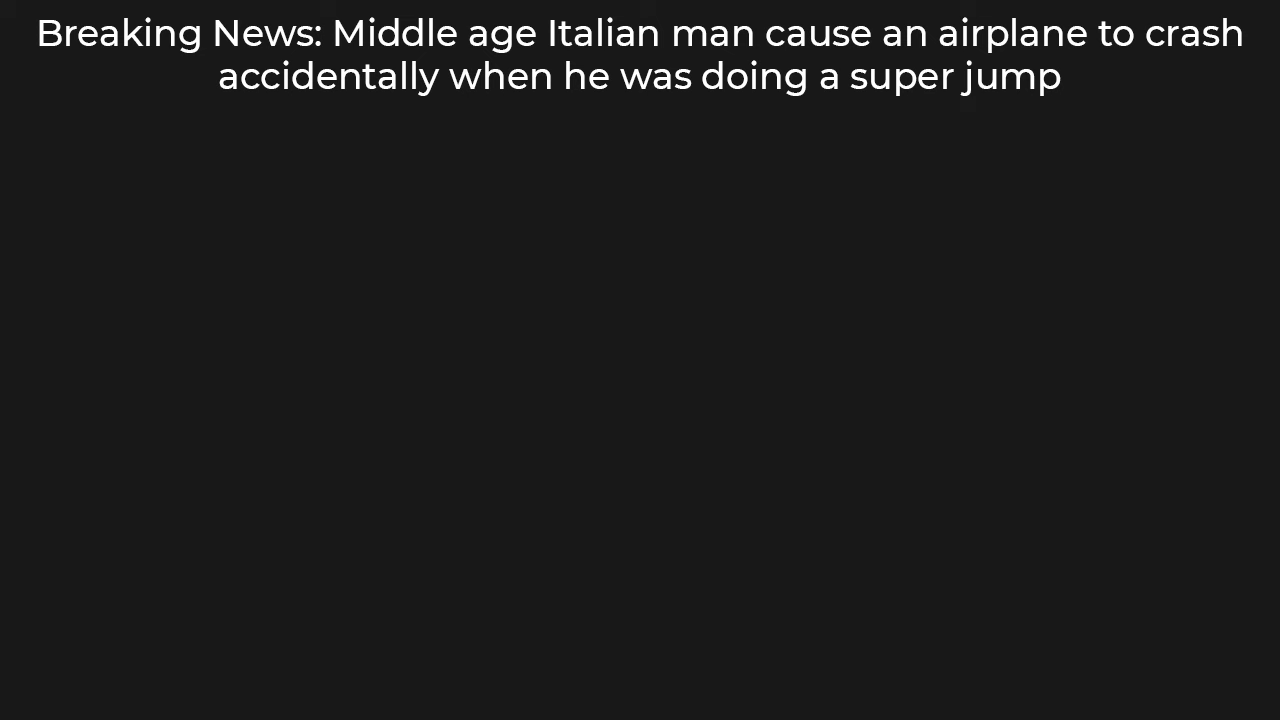 Breaking News: Middle age Italian man cause an airplane to crash
accidentally when he was doing a super jump